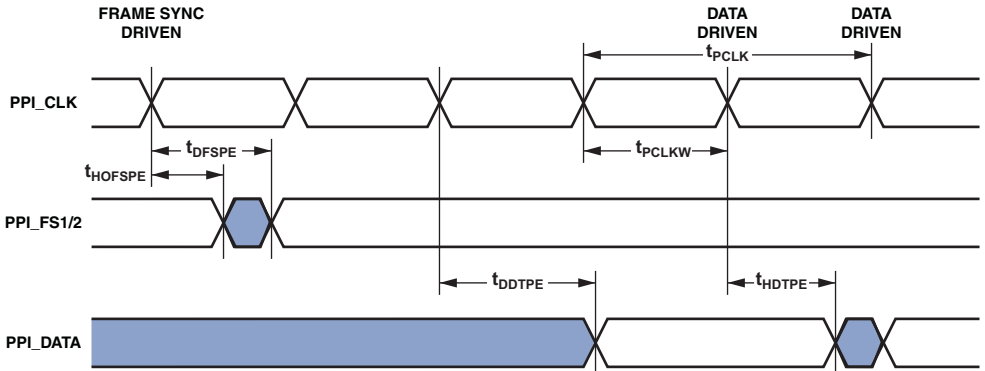 FRAME SYNC
DRIVEN
DATA
DRIVEN
DATA
DRIVEN
tPCLK
PPI_CLK
tDFSPE
tPCLKW
tHOFSPE
PPI_FS1/2
tDDTPE
tHDTPE
PPI_DATA